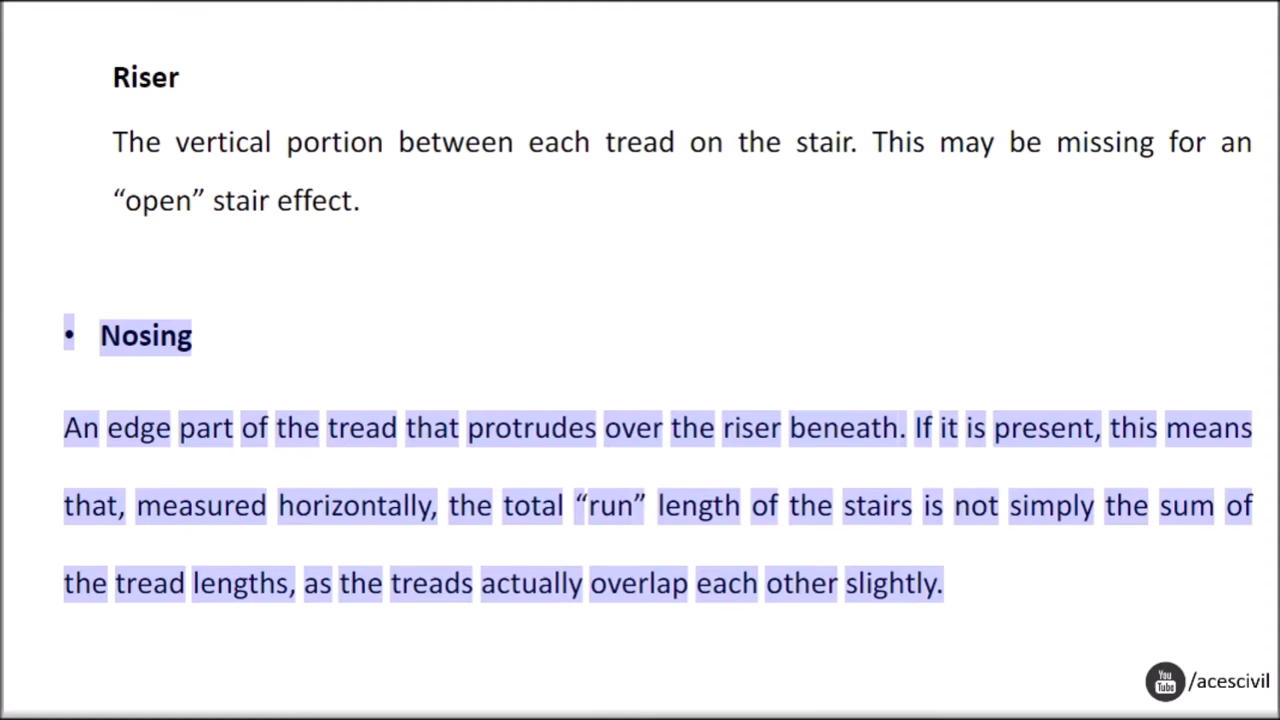 Riser
The vertical portion between each tread on the stair. This may be missing for an
“open” stair effect.
• Nosing
An edge part of the tread that protrudes over the riser beneath. If it is present, this means
that, measured horizontally, the total “run” length of the stairs is not simply the sum of
the tread lengths, as the treads actually overlap each other slightly.
You
Tube
/acescivil